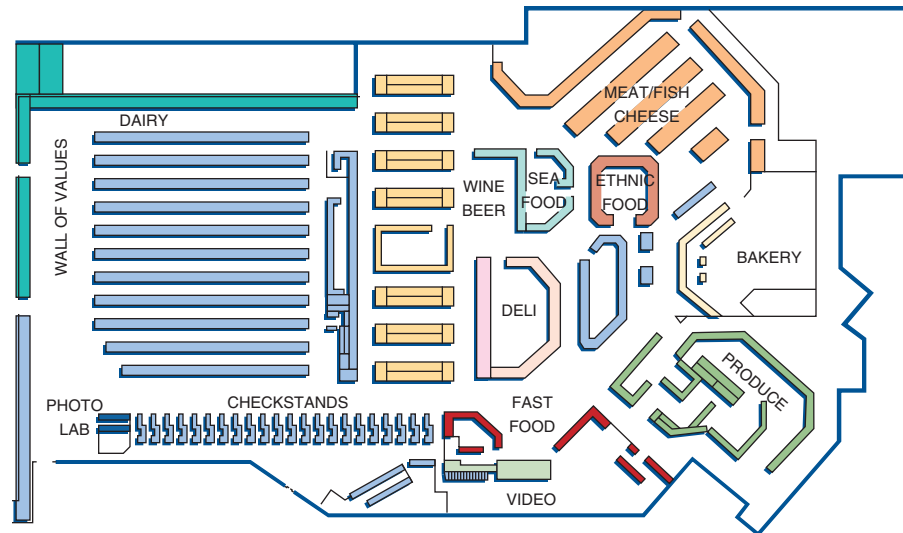 DAIRY
WALL OF VALUES
MEAT/FISH
CHEESE
WINE
BEER
SEA
FOOD
ETHNIC
FOOD
BAKERY
DELI
PRODUCE
PHOTO
LAB
CHECKSTANDS
FAST
FOOD
VIDEO